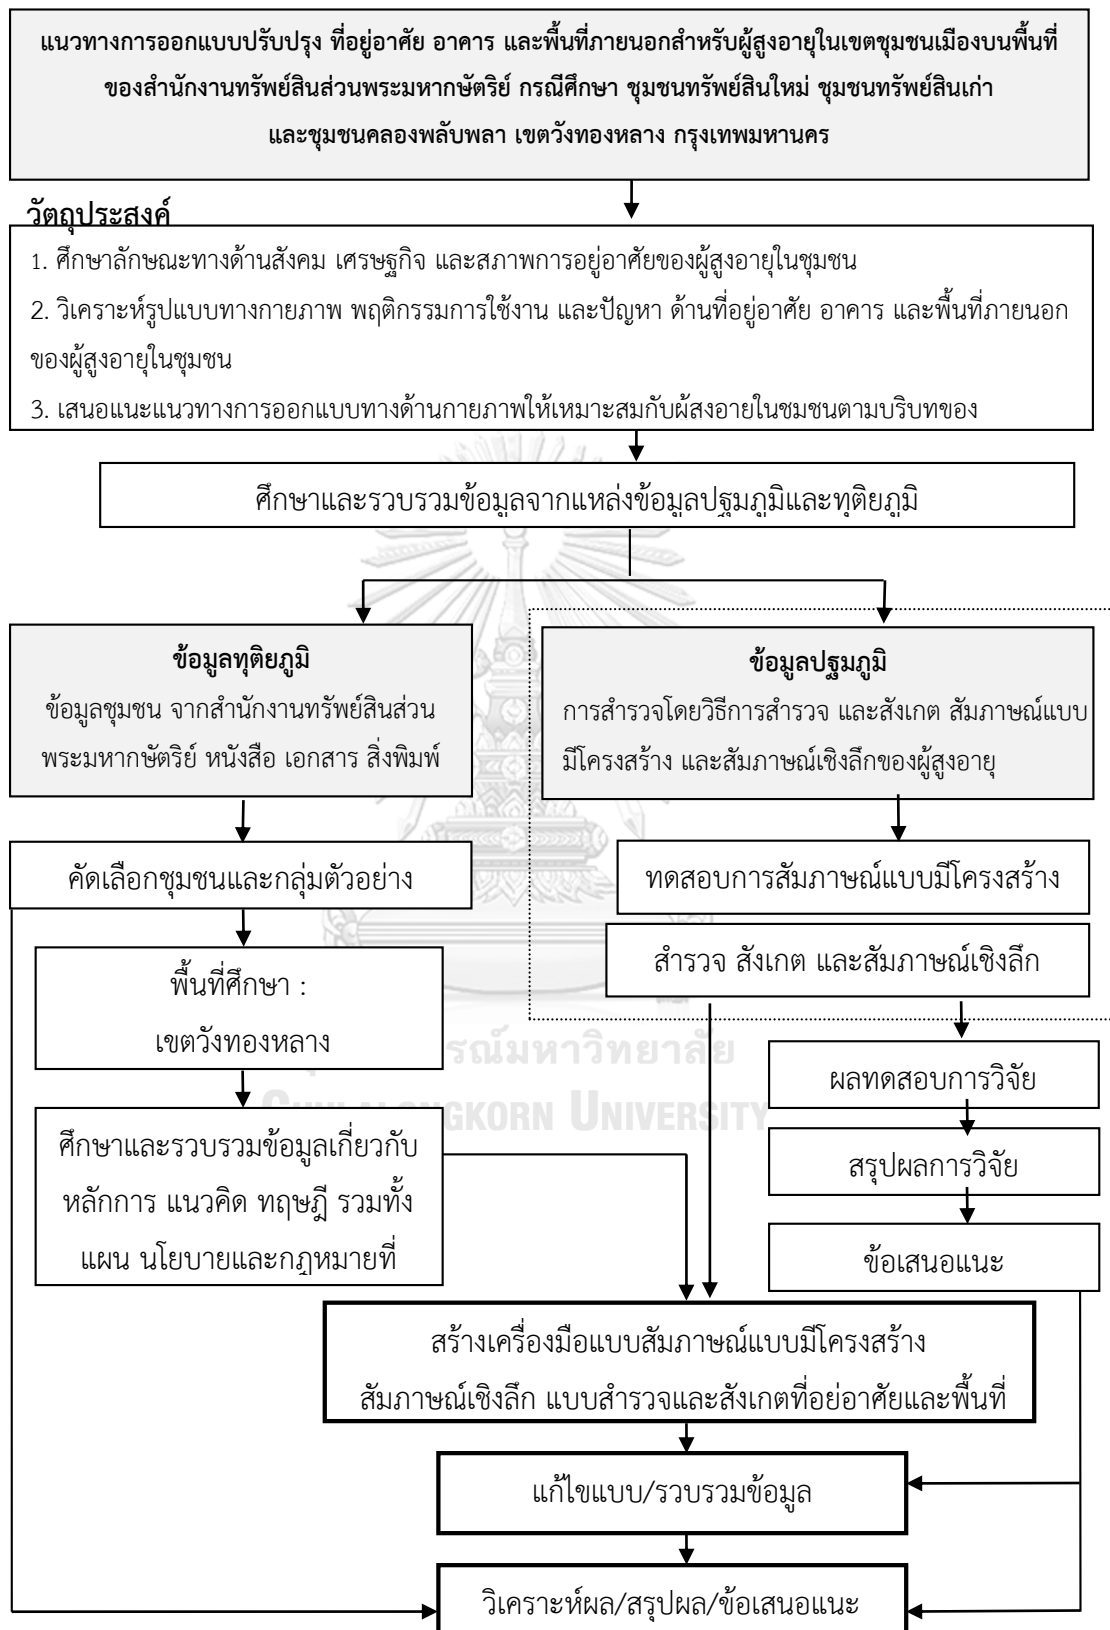 แนวทางการออกแบบปรับปรุง ที่อยู่อาศัย อาคาร และพื้นที่ภายนอกสำหรับผู้สูงอายุในเขตชุมชนเมืองบนพื้นที่
ของสำนักงานทรัพย์สินส่วนพระมหากษัตริย์ กรณีศึกษา ชุมชนทรัพย์สินใหม่ ชุมชนทรัพย์สินเก่า
และชุมชนคลองพลับพลา เขตวังทองหลาง กรุงเทพมหานคร
วัตถุประสงค์
1. ศึกษาลักษณะทางด้านสังคม เศรษฐกิจ และสภาพการอยู่อาศัยของผู้สูงอายุในชุมชน
2. วิเคราะห์รูปแบบทางกายภาพ พฤติกรรมการใช้งาน และปัญหา ด้านที่อยู่อาศัย อาคาร และพื้นที่ภายนอก
ของผู้สูงอายุในชุมชน
3. เสนอแนะแนวทางการออกแบบทางด้านกายภาพให้เหมาะสมกับผู้สูงอายุในชุมชนตามบริบทของ
ศึกษาและรวบรวมข้อมูลจากแหล่งข้อมูลปฐมภูมิและทุติยภูมิ
ข้อมูลทุติยภูมิ
ข้อมูลชุมชน จากสำนักงานทรัพย์สินส่วน
พระมหากษัตริย์ หนังสือ เอกสาร สิ่งพิมพ์
ข้อมูลปฐมภูมิ
การสำรวจโดยวิธีการสำรวจ และสังเกต สัมภาษณ์แบบ
มีโครงสร้าง และสัมภาษณ์เชิงลึกของผู้สูงอายุ
คัดเลือกชุมชนและกลุ่มตัวอย่าง
ทดสอบการสัมภาษณ์แบบมีโครงสร้าง
สำรวจ สังเกต และสัมภาษณ์เชิงลึก
พื้นที่ศึกษา :
เขตวังทองหลาง
รณ์มหาวิทยาลัย
GKORN UNIVERSITY
ผลทดสอบการวิจัย
ศึกษาและรวบรวมข้อมูลเกี่ยวกับ
หลักการ แนวคิด ทฤษฎี รวมทั้ง
แผน นโยบายและกฎหมายที่
สรุปผลการวิจัย
ข้อเสนอแนะ
สร้างเครื่องมือแบบสัมภาษณ์แบบมีโครงสร้าง
สัมภาษณ์เชิงลึก แบบสำรวจและสังเกตที่อยู่อาศัยและพื้นที่
แก้ไขแบบ/รวบรวมข้อมูล
วิเคราะห์ผล/สรุปผล/ข้อเสนอแนะ